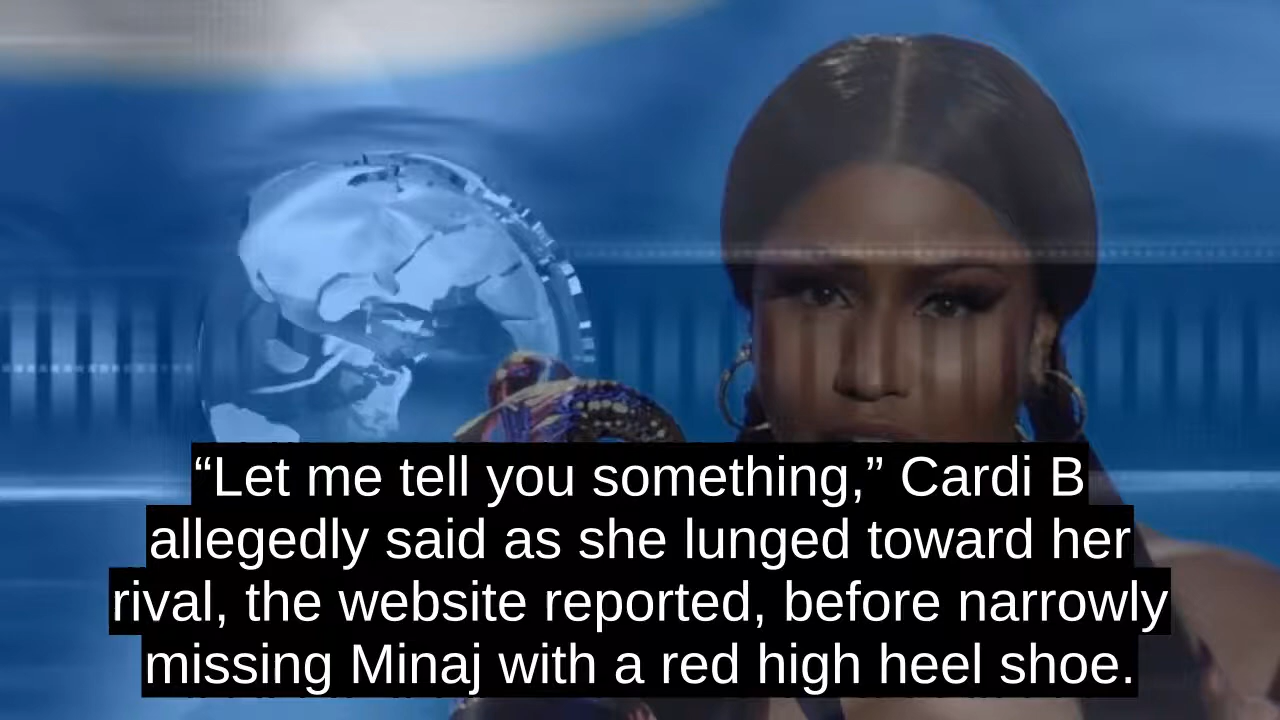 “Let me tell you something,” Cardi B
allegedly said as she lunged toward her
rival, the website reported, before narrowly
missing Minaj with a red high heel shoe.